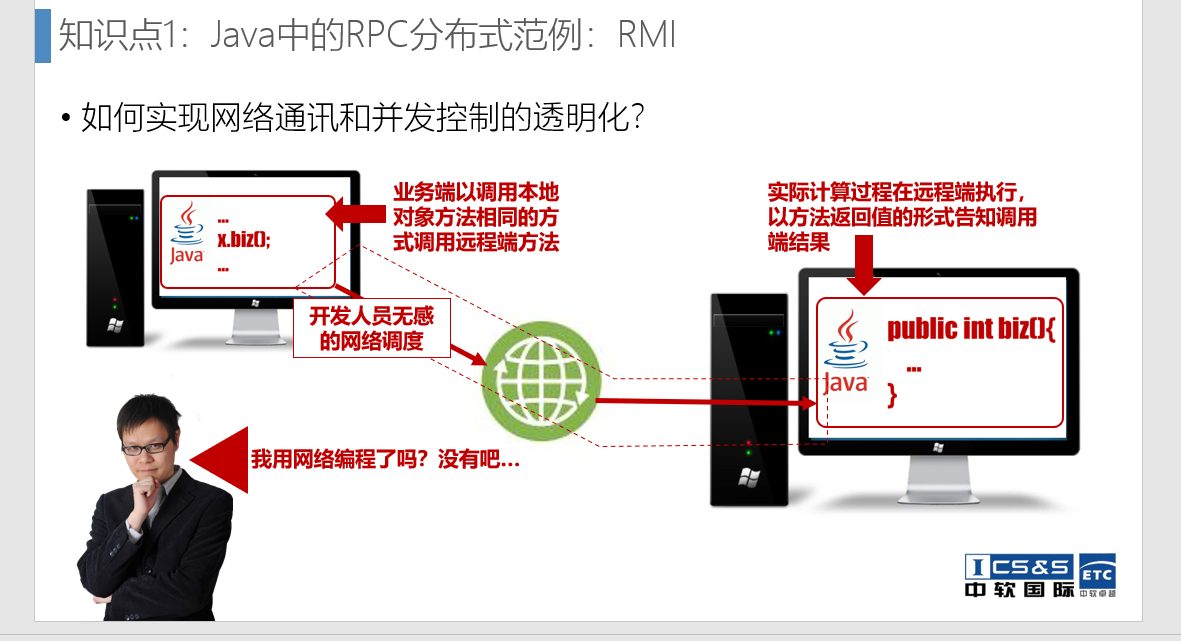 知识点1：Java中的RPC分布式范例：RMI
• 如何实现网络通讯和并发控制的透明化？
业务端以调用本地
对象方法相同的方
式调用远程端方法
实际计算过程在远程端执行，
以方法返回值的形式告知调用
端结果
Java
...
x.biz();
...
开发人员无感
的网络调度
Java
public int biz(){
...
}
我用网络编程了吗？没有吧...
ICS&S
ETC
中软国际
中软卓越